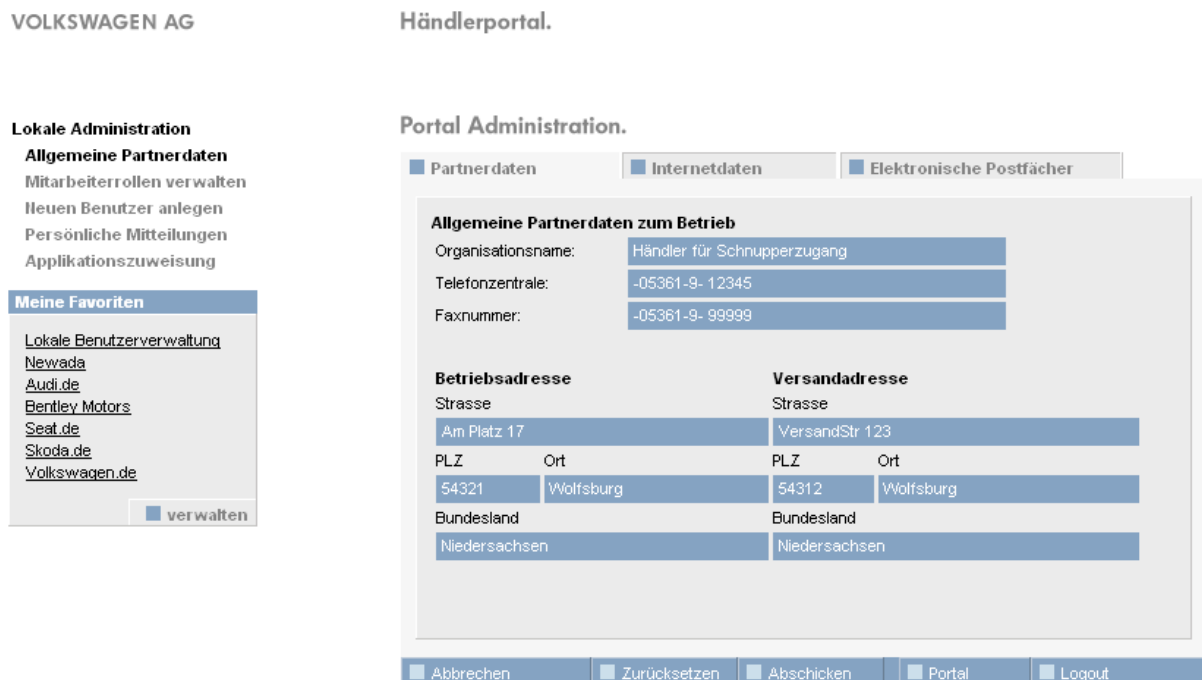 VOLKSWAGEN AG
Händlerportal.
Lokale Administration
Allgemeine Partnerdaten
Mitarbeiterrollen verwalten
Neuen Benutzer anlegen
Persönliche Mitteilungen
Applikationszuweisung
Meine Favoriten
Lokale Benutzerverwaltung
Newada
Audi.de
Bentley Motors
Seat.de
Skoda.de
Volkswagen.de
verwalten
Portal Administration.
Partnerdaten Internetdaten Elektronische Postfächer
Allgemeine Partnerdaten zum Betrieb
Organisationsname: Händler für Schnupperzugang
Telefonzentrale: -05361-9- 12345
Faxnummer: -05361-9- 99999
Betriebsadresse Versandadresse
Strasse Strasse
Am Platz 17 VersandStr 123
PLZ Ort PLZ Ort
54321 Wolfsburg 54312 Wolfsburg
Bundesland Bundesland
Niedersachsen Niedersachsen
Abbrechen Zurücksetzen Abschicken Portal Logout